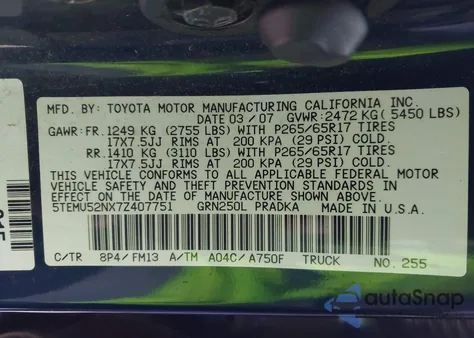 MFD. BY: TOYOTA MOTOR MANUFACTURING CALIFORNIA INC.
DATE 03/07 GVWR: 2472 KG (5450 LBS)
GAWR: FR. 1249 KG (2755 LBS) WITH P265/65R17 TIRES
17X7.5JJ RIMS AT 200 KPA (29 PSI) COLD.
RR. 1410 KG (3110 LBS) WITH P265/65R17 TIRES
17X7.5JJ RIMS AT 200 KPA (29 PSI) COLD.
THIS VEHICLE CONFORMS TO ALL APPLICABLE FEDERAL MOTOR
VEHICLE SAFETY AND THEFT PREVENTION STANDARDS
IN EFFECT ON THE DATE OF MANUFACTURE SHOWN ABOVE.
5TEMU52NX7Z407751 GRN250L PRADKA MADE IN U.S.A.
C/TR 8P4/FM13 A/TM A04C/A750F TRUCK NO. 255
autoSnap